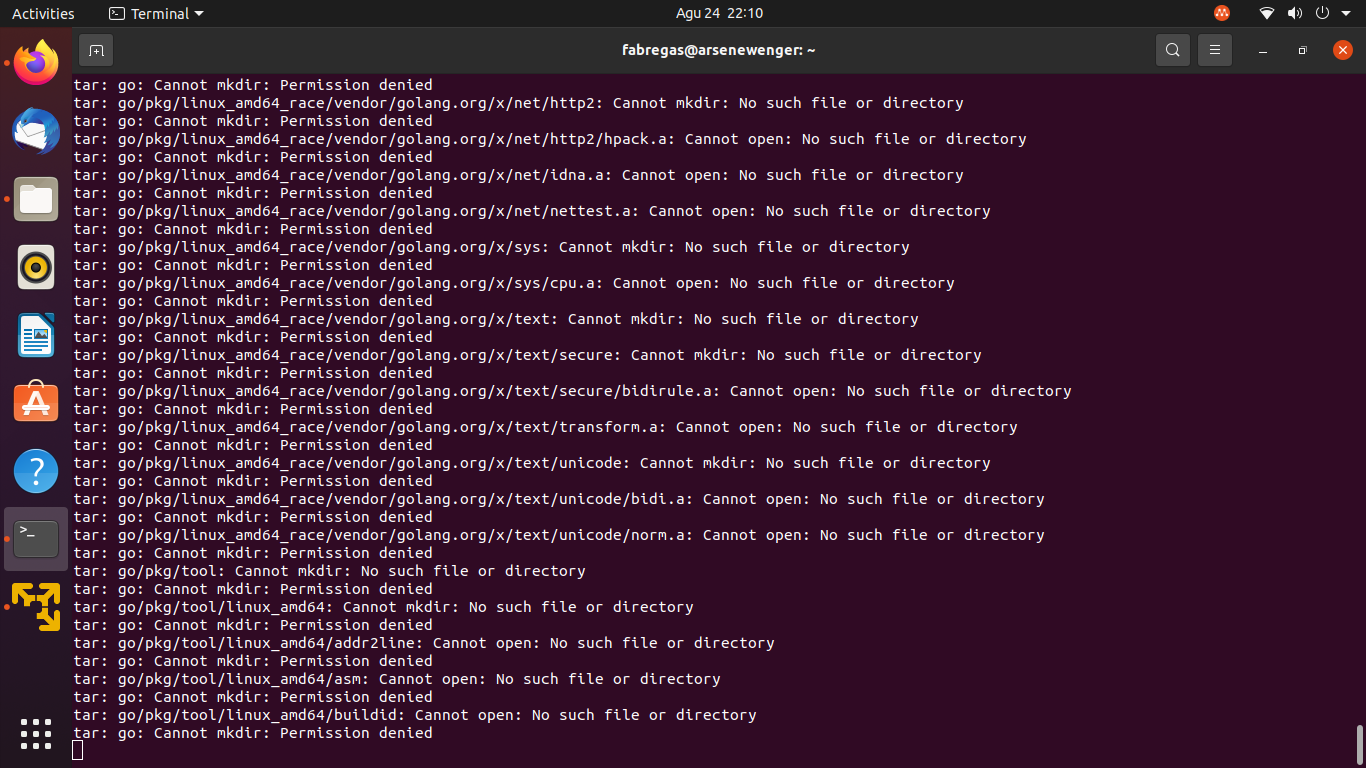 Activities
Terminal
Agu 24 22:10
fabregas@arsenewenger: ~
tar: go: Cannot mkdir: Permission denied
tar: go/pkg/linux_amd64_race/vendor/golang.org/x/net/http2: Cannot mkdir: No such file or directory
tar: go: Cannot mkdir: Permission denied
tar: go/pkg/linux_amd64_race/vendor/golang.org/x/net/http2/hpack.a: Cannot open: No such file or directory
tar: go: Cannot mkdir: Permission denied
tar: go/pkg/linux_amd64_race/vendor/golang.org/x/net/idna.a: Cannot open: No such file or directory
tar: go: Cannot mkdir: Permission denied
tar: go/pkg/linux_amd64_race/vendor/golang.org/x/net/nettest.a: Cannot open: No such file or directory
tar: go: Cannot mkdir: Permission denied
tar: go/pkg/linux_amd64_race/vendor/golang.org/x/sys: Cannot mkdir: No such file or directory
tar: go: Cannot mkdir: Permission denied
tar: go/pkg/linux_amd64_race/vendor/golang.org/x/sys/cpu.a: Cannot open: No such file or directory
tar: go: Cannot mkdir: Permission denied
tar: go/pkg/linux_amd64_race/vendor/golang.org/x/text: Cannot mkdir: No such file or directory
tar: go: Cannot mkdir: Permission denied
tar: go/pkg/linux_amd64_race/vendor/golang.org/x/text/secure: Cannot mkdir: No such file or directory
tar: go: Cannot mkdir: Permission denied
tar: go/pkg/linux_amd64_race/vendor/golang.org/x/text/secure/bidirule.a: Cannot open: No such file or directory
tar: go: Cannot mkdir: Permission denied
tar: go/pkg/linux_amd64_race/vendor/golang.org/x/text/transform.a: Cannot open: No such file or directory
tar: go: Cannot mkdir: Permission denied
tar: go/pkg/linux_amd64_race/vendor/golang.org/x/text/unicode: Cannot mkdir: No such file or directory
tar: go: Cannot mkdir: Permission denied
tar: go/pkg/linux_amd64_race/vendor/golang.org/x/text/unicode/bidi.a: Cannot open: No such file or directory
tar: go: Cannot mkdir: Permission denied
tar: go/pkg/linux_amd64_race/vendor/golang.org/x/text/unicode/norm.a: Cannot open: No such file or directory
tar: go: Cannot mkdir: Permission denied
tar: go/pkg/tool: Cannot mkdir: No such file or directory
tar: go: Cannot mkdir: Permission denied
tar: go/pkg/tool/linux_amd64: Cannot mkdir: No such file or directory
tar: go: Cannot mkdir: Permission denied
tar: go/pkg/tool/linux_amd64/addr2line: Cannot open: No such file or directory
tar: go: Cannot mkdir: Permission denied
tar: go/pkg/tool/linux_amd64/asm: Cannot open: No such file or directory
tar: go: Cannot mkdir: Permission denied
tar: go/pkg/tool/linux_amd64/buildid: Cannot open: No such file or directory
tar: go: Cannot mkdir: Permission denied